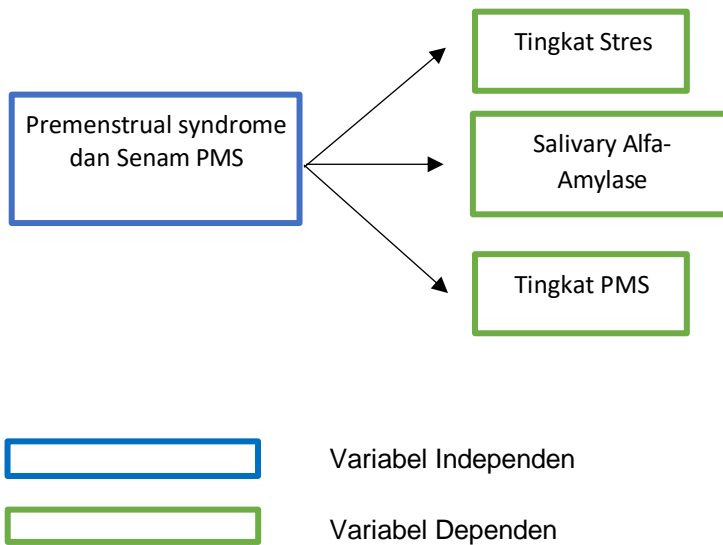 Tingkat Stres
Premenstrual syndrome
dan Senam PMS
Salivary Alfa-
Amylase
Tingkat PMS
Variabel Independen
Variabel Dependen